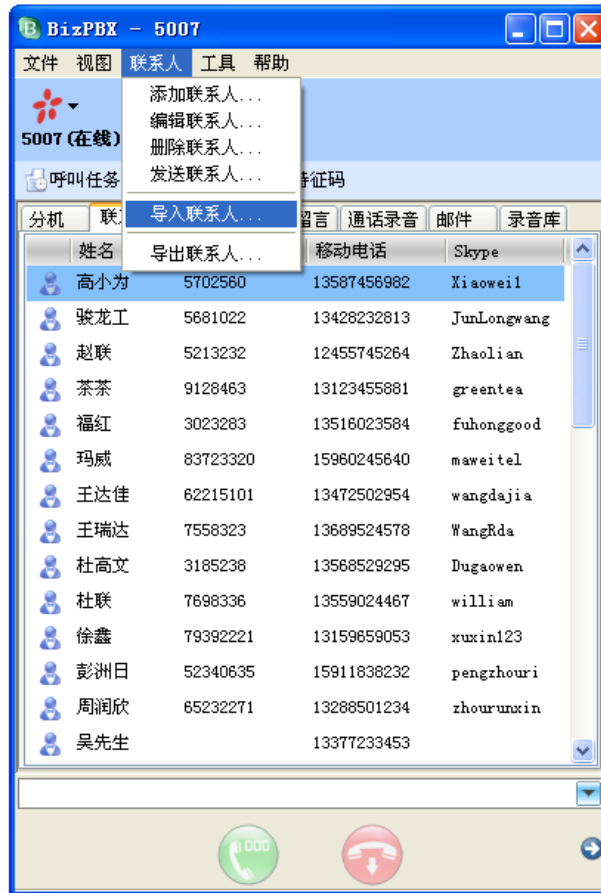 BizPBX - 5007
文件 视图 联系人 工具 帮助
添加联系人...
编辑联系人...
删除联系人...
发送联系人...
导入联系人...
导出联系人...
5007 (在线)
呼叫任务 征码
分机 联 留言 通话录音 邮件 录音库
姓名 移动电话 Skype
高小为 5702560 13587456982 Xiaowei1
骏龙工 5681022 13428232813 JunLongwang
赵联 5213232 12455745264 Zhaolian
茶茶 9128463 13123455881 greentea
福红 3023283 13516023584 fuhonggood
玛威 83723320 15960245640 maweitel
王达佳 62215101 13472502954 wangdajia
王瑞达 7558323 13689524578 WangRda
杜高文 3185238 13568529295 Dugaowen
杜联 7698336 13559024467 william
徐鑫 79392221 13159659053 xuxin123
彭洲日 52340635 15911838232 pengzhouri
周润欣 65232271 13288501234 zhourunxin
吴先生 13377233453